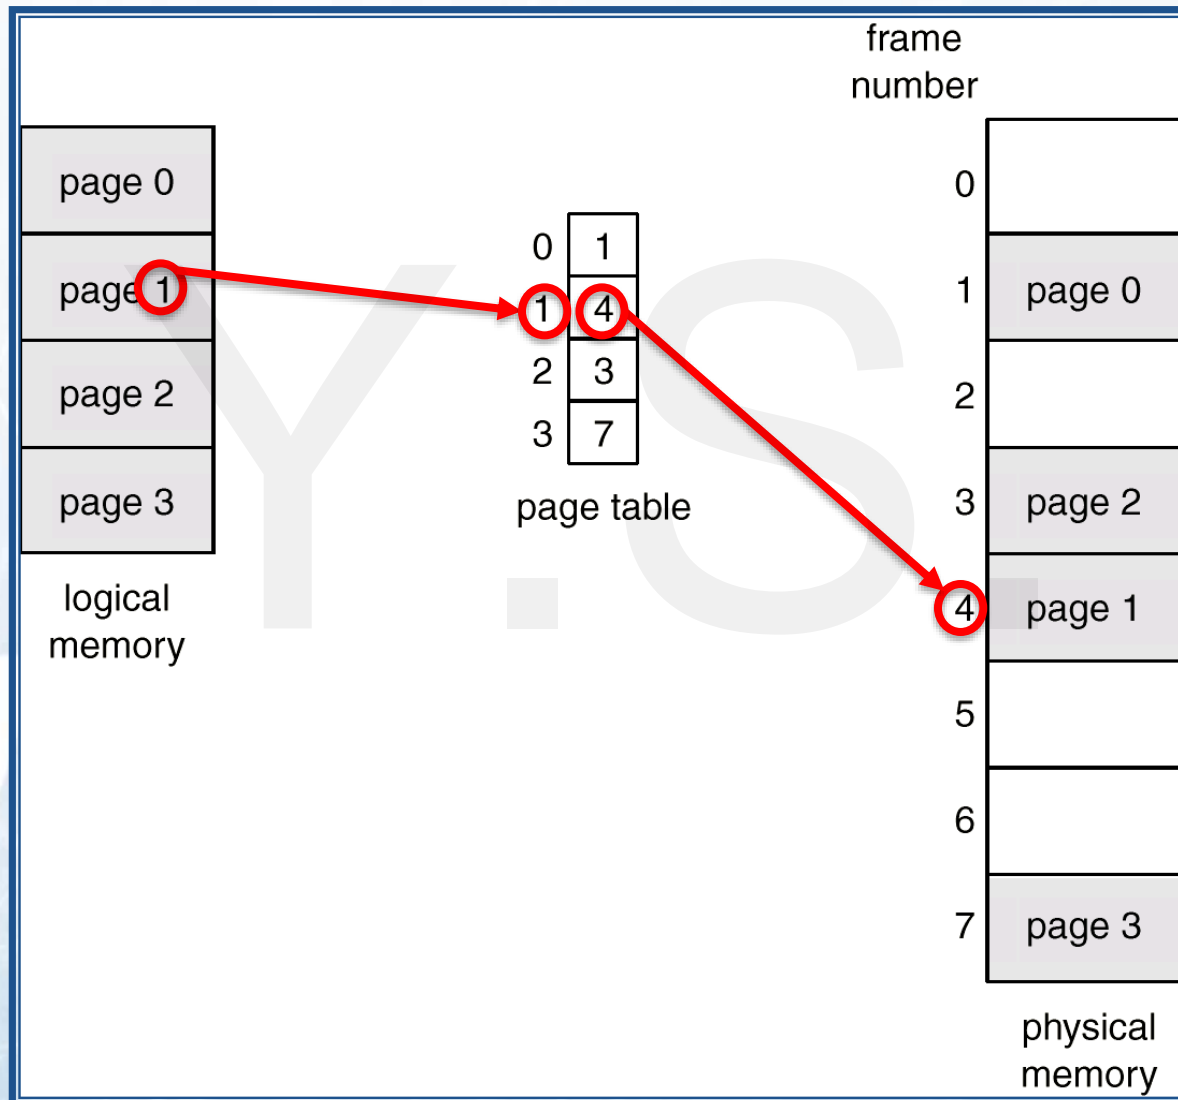 frame
number
page 0
page 1
page 2
page 3
logical
memory
0 1
1 4
2 3
3 7
page table
0
1 page 0
2
3 page 2
4 page 1
5
6
7 page 3
physical
memory
Y.S.